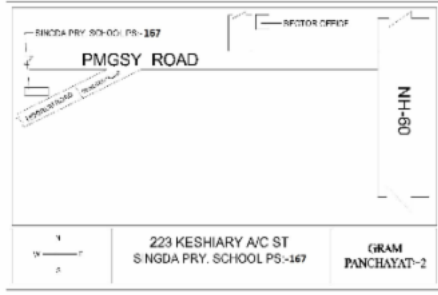 SINGDA PRY. SCHOOL PS:-167
SECTOR OFFICE
PMGSY ROAD
NH-60
N
W
S
223 KESHIARY A/C ST
SINGDA PRY. SCHOOL PS:-167
GRAM
PANCHAYAT:-2